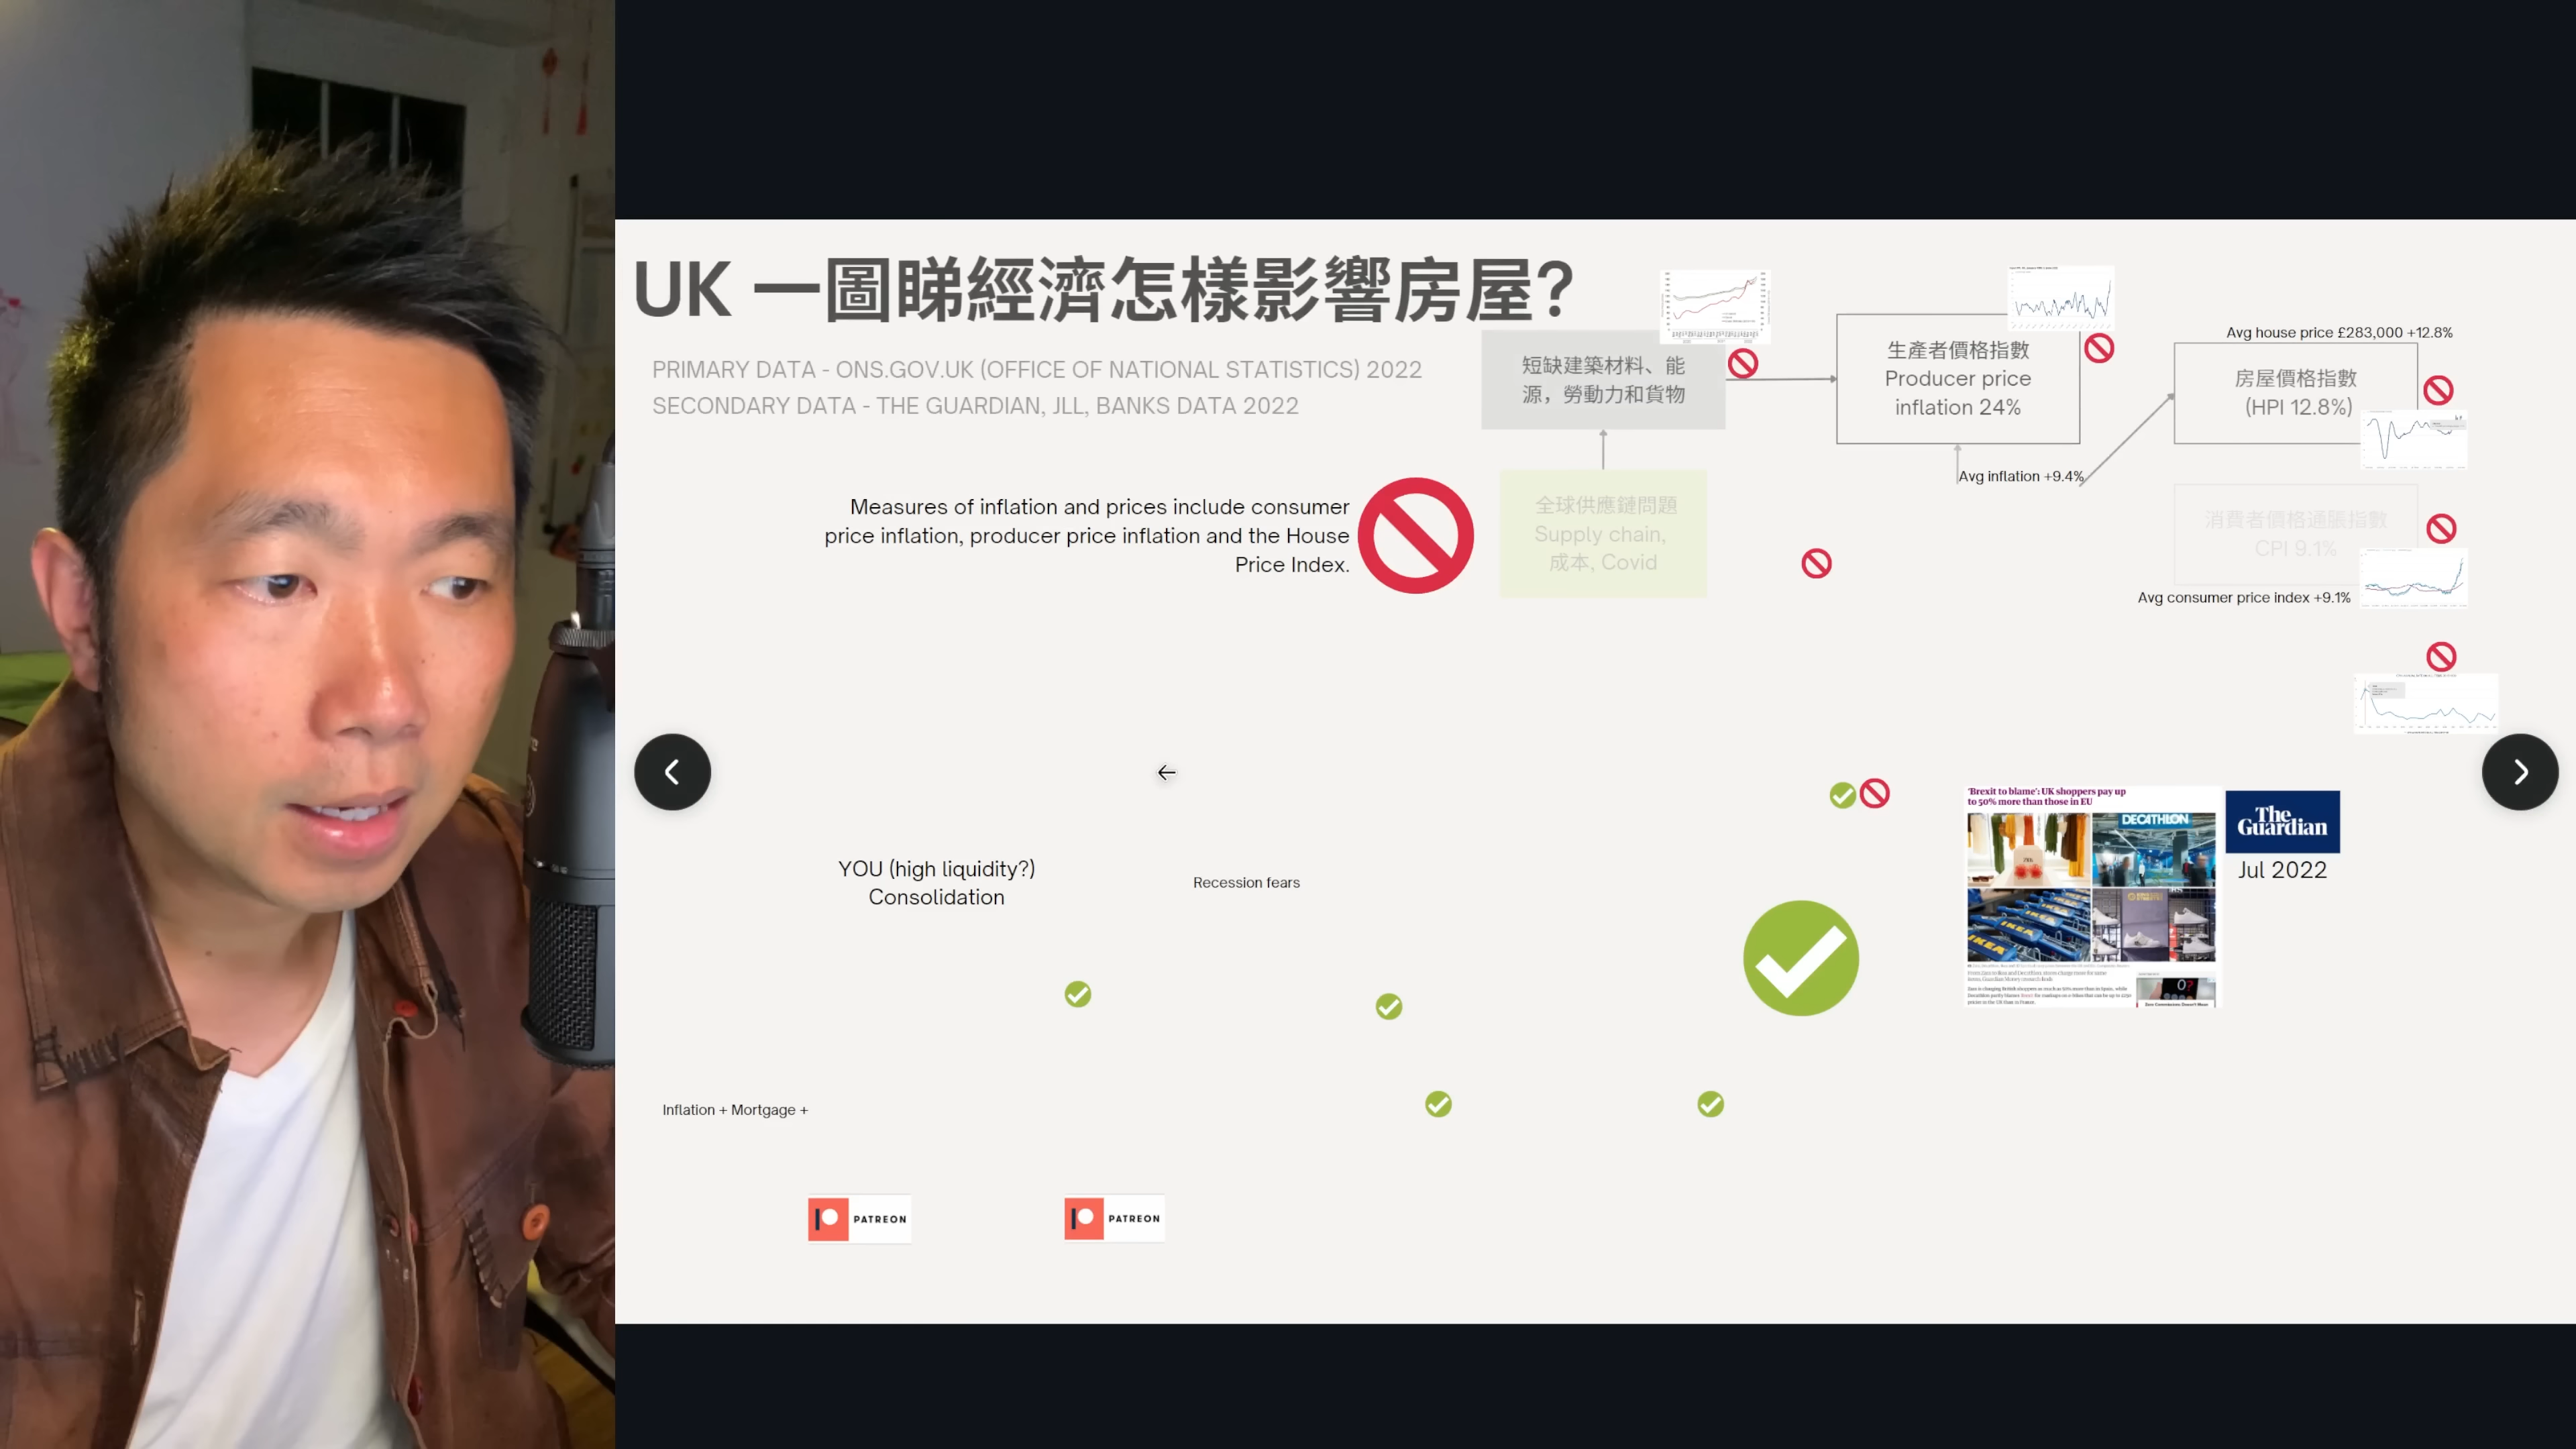 UK 一圖睇經濟怎樣影響房屋?
PRIMARY DATA - ONS.GOV.UK (OFFICE OF NATIONAL STATISTICS) 2022
SECONDARY DATA - THE GUARDIAN, JLL, BANKS DATA 2022
短缺建築材料、能
源，勞動力和貨物
生產者價格指數
Producer price
inflation 24%
Avg house price £283,000 +12.8%
房屋價格指數
(HPI 12.8%)
Avg inflation +9.4%
Measures of inflation and prices include consumer
price inflation, producer price inflation and the House
Price Index.
全球供應鏈問題
Supply chain,
成本, Covid
消費者價格通脹指數
CPI 9.1%
Avg consumer price index +9.1%
'Brexit to blame': UK shoppers pay up
to 50% more than those in EU
DECATHLON
IKEA
IKEA
IKEA
The
Guardian
Jul 2022
YOU (high liquidity?)
Consolidation
Recession fears
Inflation + Mortgage +
PATREON
PATREON